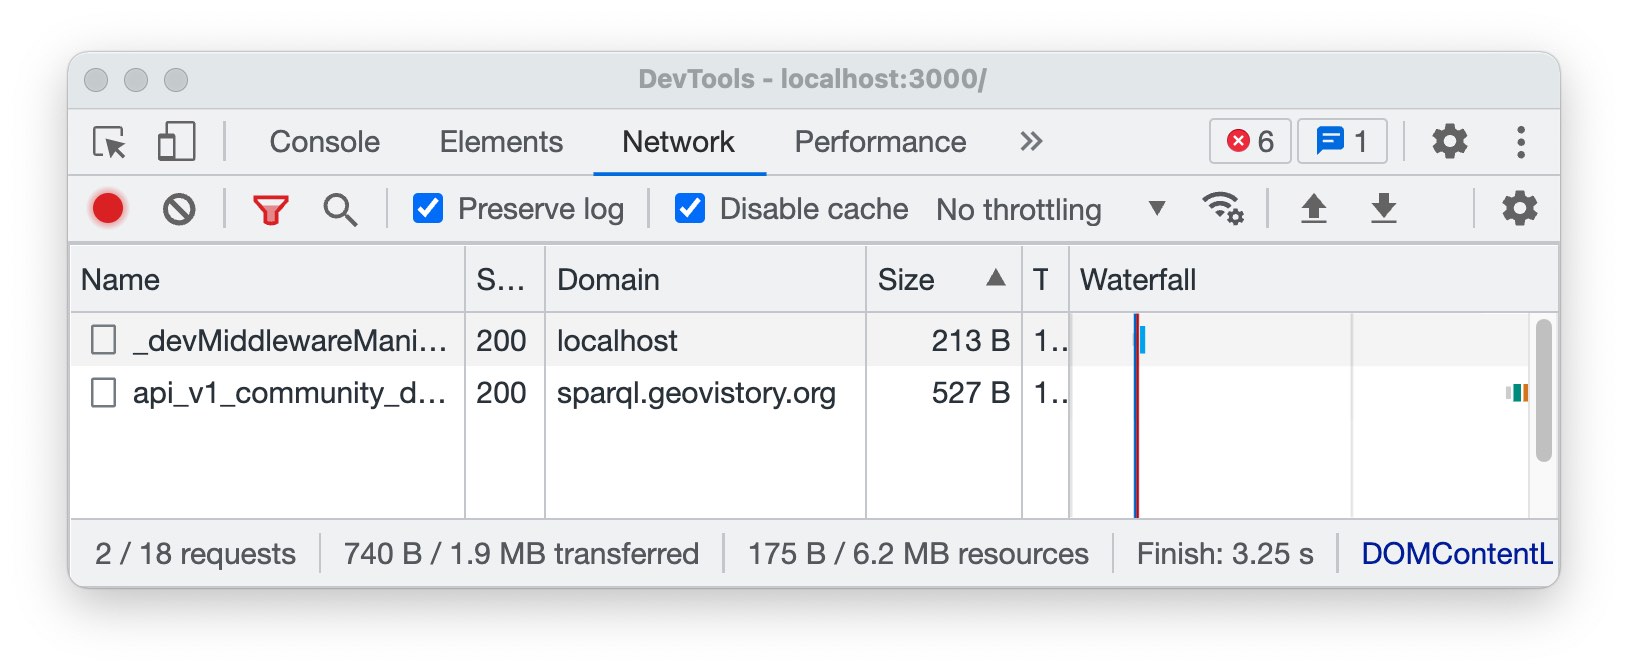 DevTools - localhost:3000/
Console Elements Network Performance » 6 1
Preserve log Disable cache No throttling
Name S... Domain Size T Waterfall
_devMiddlewareMani... 200 localhost 213 B 1..
api_v1_community_d... 200 sparql.geovistory.org 527 B 1..
2 / 18 requests 740 B / 1.9 MB transferred 175 B / 6.2 MB resources Finish: 3.25 s DOMContentL